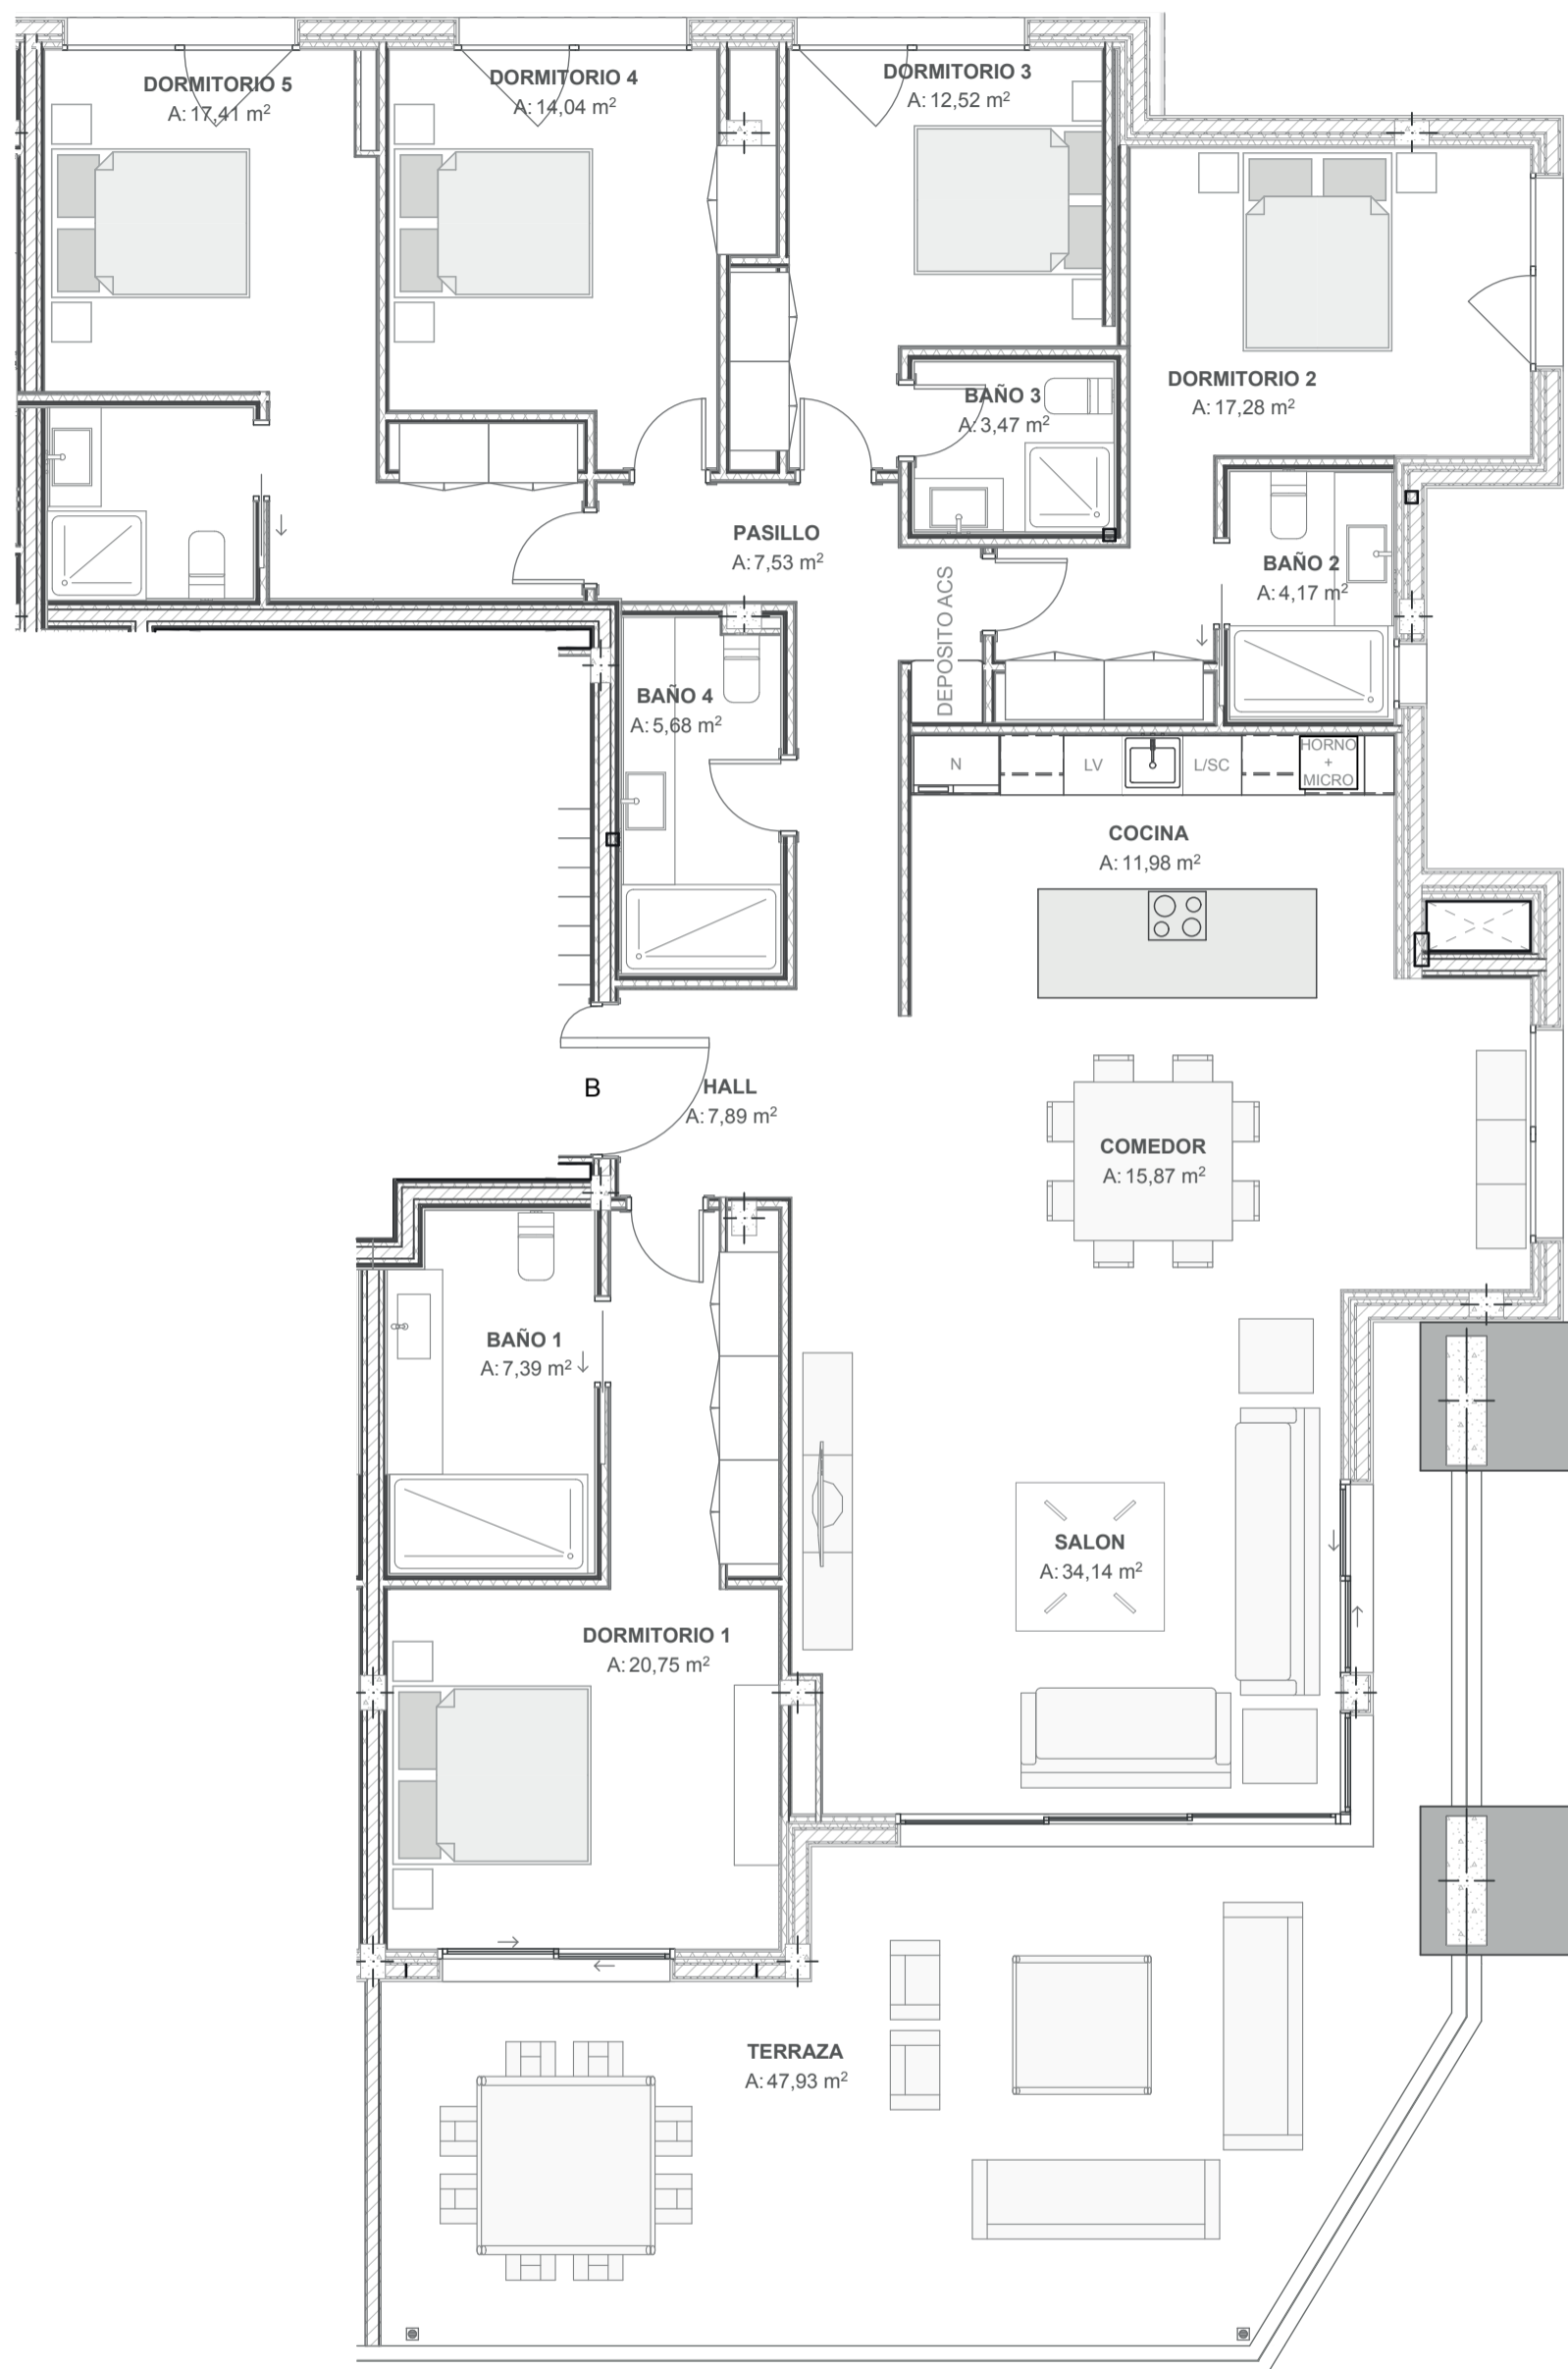 DORMITORIO 5
A: 17,41 m²
DORMITORIO 4
A: 14,04 m²
DORMITORIO 3
A: 12,52 m²
DORMITORIO 2
A: 17,28 m²
BAÑO 3
A: 3,47 m²
PASILLO
A: 7,53 m²
BAÑO 2
A: 4,17 m²
DEPOSITO ACS
BAÑO 4
A: 5,68 m²
N
LV
L/SC
HORNO
+
MICRO
COCINA
A: 11,98 m²
B
HALL
A: 7,89 m²
COMEDOR
A: 15,87 m²
BAÑO 1
A: 7,39 m²
SALON
A: 34,14 m²
DORMITORIO 1
A: 20,75 m²
TERRAZA
A: 47,93 m²